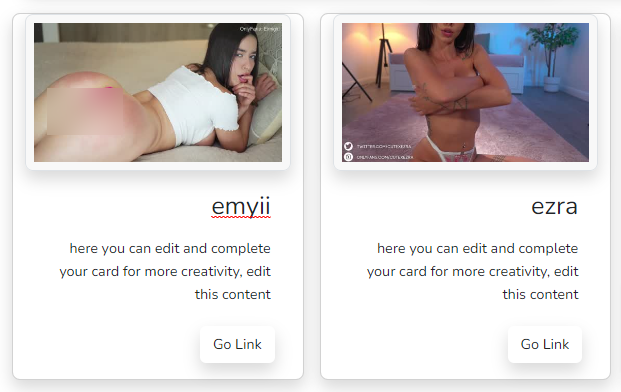 OnlyFans: Emyii
emyii
here you can edit and complete
your card for more creativity, edit
this content
Go Link
TWITTER.COM/CUTEXEZRA
ONLYFANS.COM/CUTEXEZRA
ezra
here you can edit and complete
your card for more creativity, edit
this content
Go Link